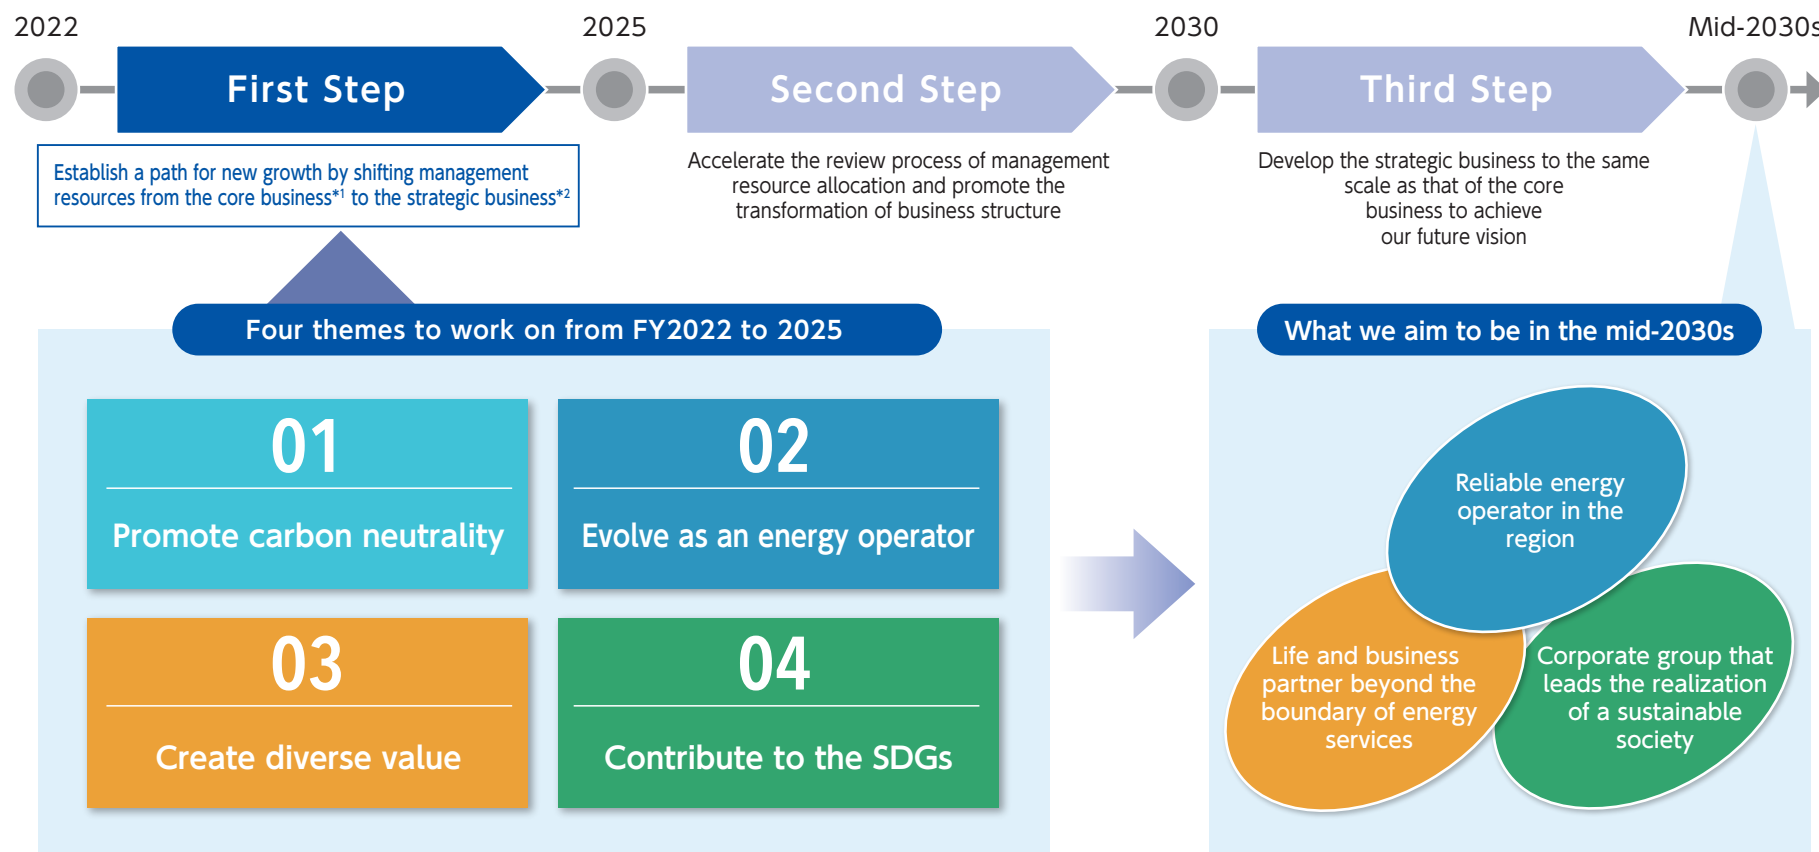 2022
2025
2030
Mid-2030s
First Step
Second Step
Third Step
Establish a path for new growth by shifting management
resources from the core business*1 to the strategic business*2
Accelerate the review process of management
resource allocation and promote the
transformation of business structure
Develop the strategic business to the same
scale as that of the core
business to achieve
our future vision
Four themes to work on from FY2022 to 2025
01
Promote carbon neutrality
02
Evolve as an energy operator
03
Create diverse value
04
Contribute to the SDGs
What we aim to be in the mid-2030s
Reliable energy
operator in the
region
Life and business
partner beyond the
boundary of energy
services
Corporate group that
leads the realization
of a sustainable
society